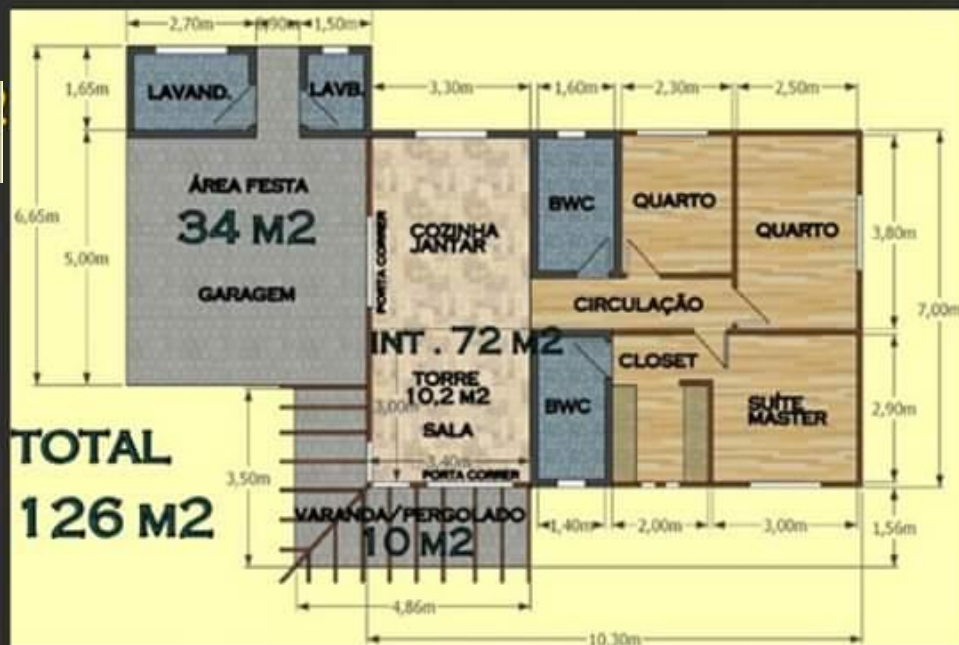 2,70m 0,90m 1,50m
1,65m
LAVAND.
LAVB.
3,30m 1,60m 2,30m 2,50m
6,65m
5,00m
ÁREA FESTA
34 M2
GARAGEM
PORTA CORRER
COZINHA
JANTAR
BWC
QUARTO
QUARTO
3,80m
7,00m
CIRCULAÇÃO
INT . 72 M2
TORRE
10,2 M2
3,00m
SALA
3,40m
PORTA CORRER
BWC
CLOSET
SUÍTE
MASTER
2,90m
TOTAL
126 M2
3,50m
VARANDA/PERGOLADO
10 M2
1,40m 2,00m 3,00m
1,56m
4,86m
10,30m